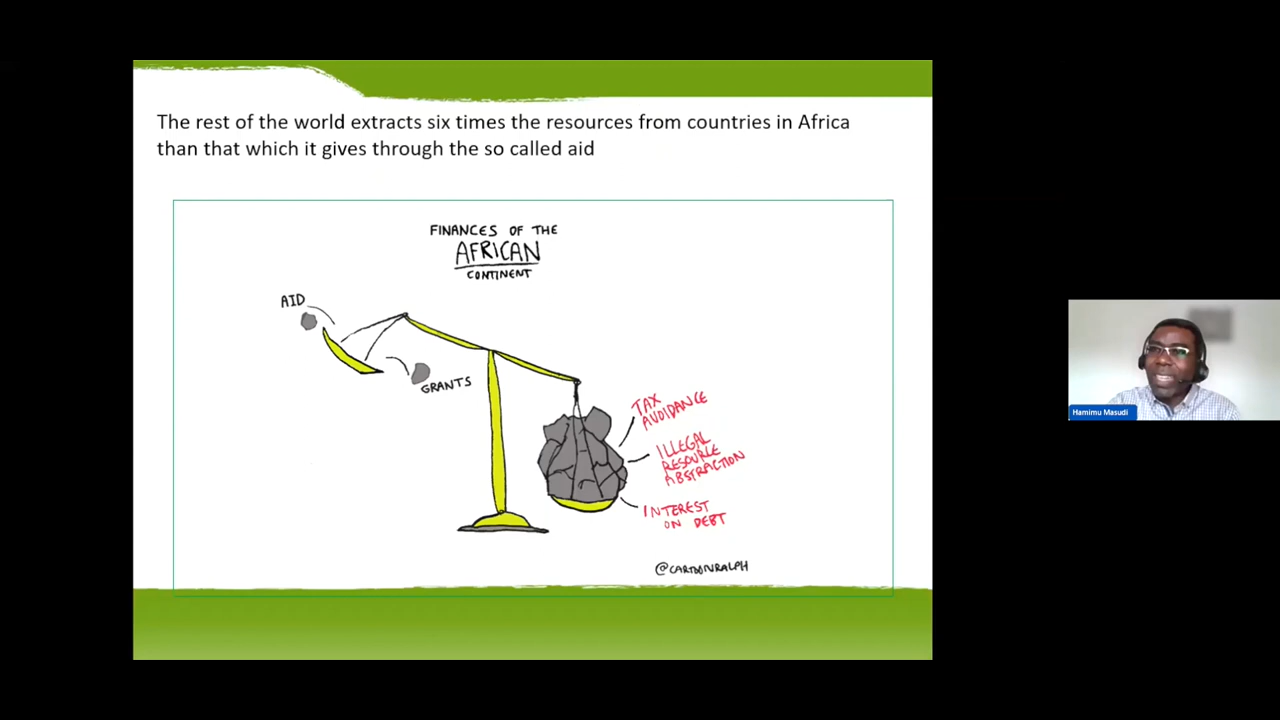 The rest of the world extracts six times the resources from countries in Africa
than that which it gives through the so called aid
FINANCES OF THE
AFRICAN
CONTINENT
AID
GRANTS
TAX
AVOIDANCE
ILLEGAL
RESOURCE
ABSTRACTION
INTEREST
ON DEBT
@CARTOONRALPH
Hamimu Masudi